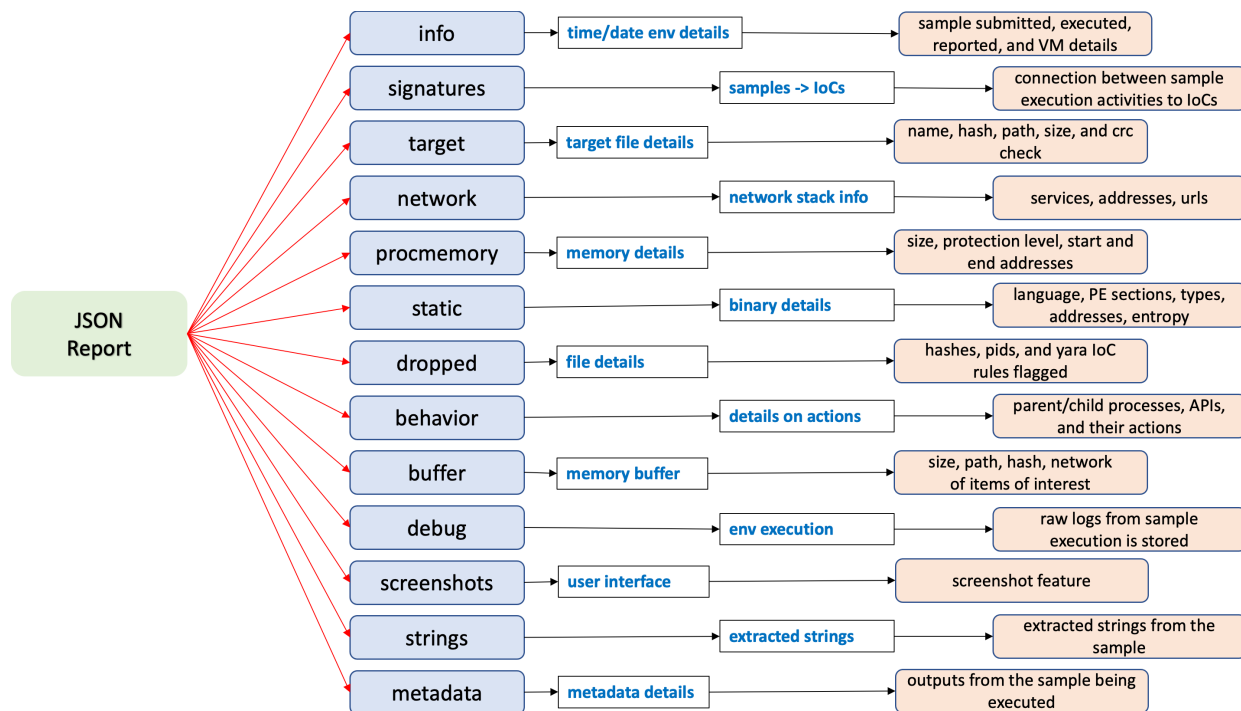 info
time/date env details
sample submitted, executed,
reported, and VM details
signatures
samples -> IoCs
connection between sample
execution activities to IoCs
target
target file details
name, hash, path, size, and crc
check
network
network stack info
services, addresses, urls
procmemory
memory details
size, protection level, start and
end addresses
static
binary details
language, PE sections, types,
addresses, entropy
JSON
Report
dropped
file details
hashes, pids, and yara IoC
rules flagged
behavior
details on actions
parent/child processes, APIs,
and their actions
buffer
memory buffer
size, path, hash, network
of items of interest
debug
env execution
raw logs from sample
execution is stored
screenshots
user interface
screenshot feature
strings
extracted strings
extracted strings from the
sample
metadata
metadata details
outputs from the sample being
executed